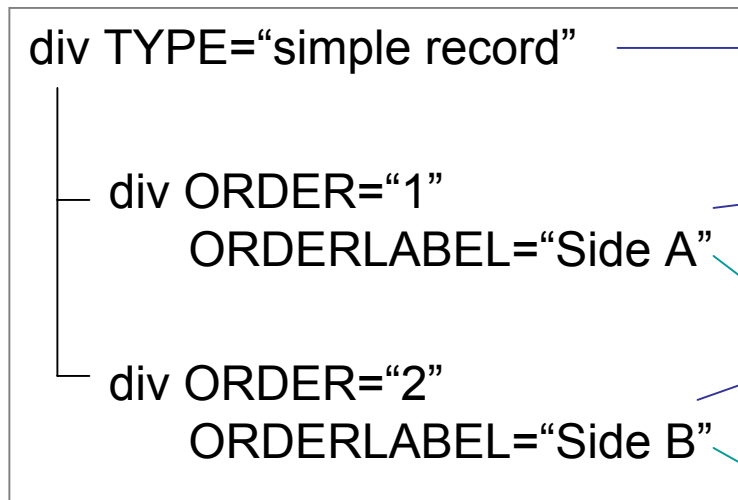 div TYPE=“simple record”
div ORDER=“1”
ORDERLABEL=“Side A”
div ORDER=“2”
ORDERLABEL=“Side B”